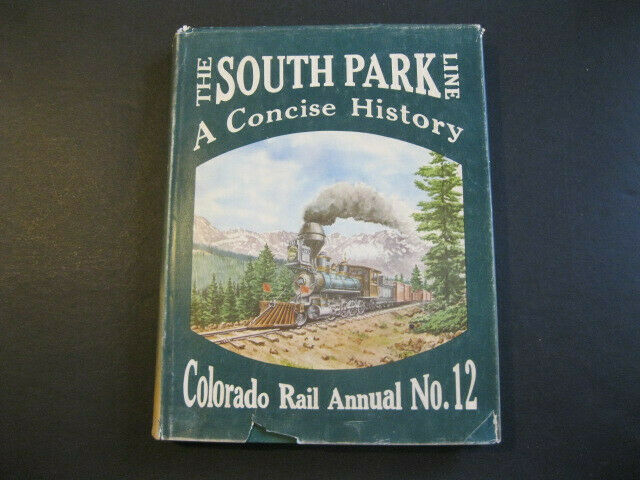 THE SOUTH PARK LINE
A Concise History
Colorado Rail Annual No. 12